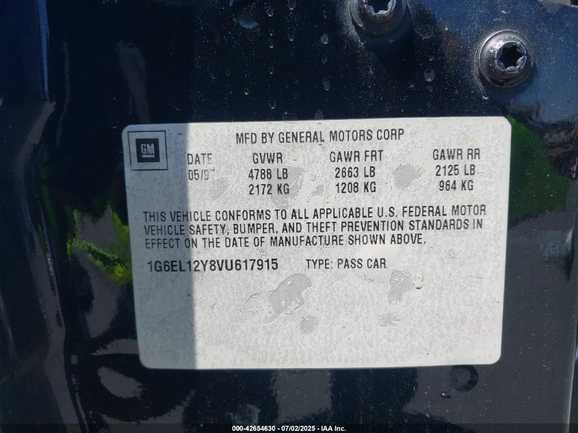 GM
MFD BY GENERAL MOTORS CORP
DATE GVWR GAWR FRT GAWR RR
05/9 4788 LB 2663 LB 2125 LB
2172 KG 1208 KG 964 KG
THIS VEHICLE CONFORMS TO ALL APPLICABLE U.S. FEDERAL MOTOR
VEHICLE SAFETY, BUMPER, AND THEFT PREVENTION STANDARDS IN
EFFECT ON THE DATE OF MANUFACTURE SHOWN ABOVE.
1G6EL12Y8VU617915 TYPE: PASS CAR
000-42654630 - 07/02/2025 - IAA Inc.